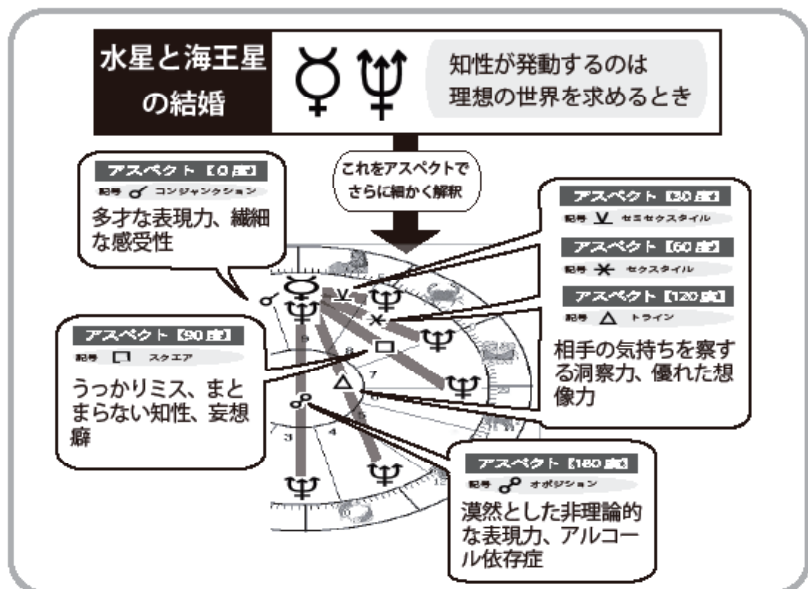 水星と海王星
の結婚
知性が発動するのは
理想の世界を求めるとき
これをアスペクトで
さらに細かく解釈
アスペクト【0度】
記号 ☌ コンジャンクション
多才な表現力、繊細
な感受性
アスペクト【30度】
記号 ⚺ セミセクスタイル
アスペクト【60度】
記号 ⚹ セクスタイル
アスペクト【120度】
記号 △ トライン
相手の気持ちを察す
る洞察力、優れた想
像力
アスペクト【90度】
記号 □ スクエア
うっかりミス、まと
まらない知性、妄想
癖
アスペクト【180度】
記号 ☍ オポジション
漠然とした非理論的
な表現力、アルコー
ル依存症
9
8
7
6
3
4